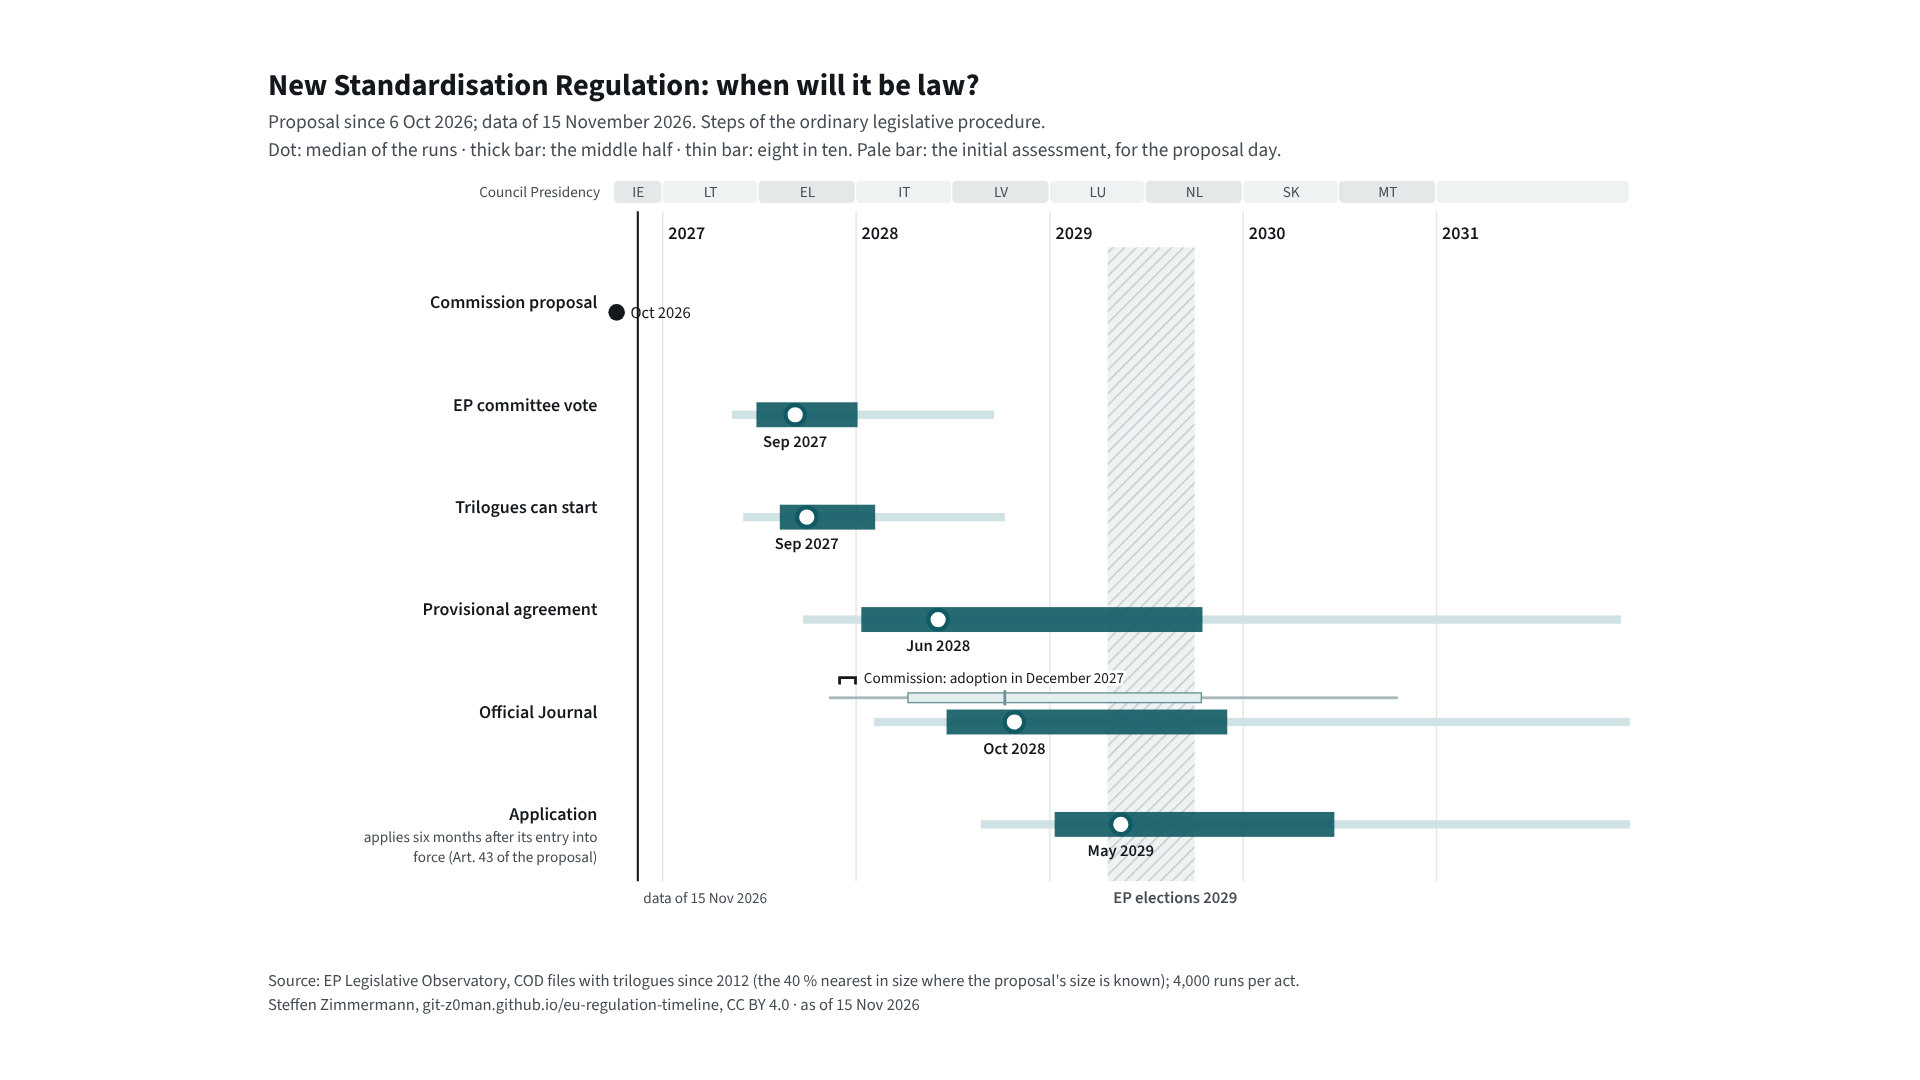 New Standardisation Regulation: when will it be law?
Proposal since 6 Oct 2026; data of 15 November 2026. Steps of the ordinary legislative procedure.
Dot: median of the runs · thick bar: the middle half · thin bar: eight in ten. Pale bar: the initial assessment, for the proposal day.
Council Presidency IE LT EL IT LV LU NL SK MT
2027 2028 2029 2030 2031
Commission proposal
Oct 2026
EP committee vote
Sep 2027
Trilogues can start
Sep 2027
Provisional agreement
Jun 2028
Commission: adoption in December 2027
Official Journal
Oct 2028
Application
applies six months after its entry into
force (Art. 43 of the proposal)
May 2029
data of 15 Nov 2026
EP elections 2029
Source: EP Legislative Observatory, COD files with trilogues since 2012 (the 40 % nearest in size where the proposal's size is known); 4,000 runs per act.
Steffen Zimmermann, git-z0man.github.io/eu-regulation-timeline, CC BY 4.0 · as of 15 Nov 2026